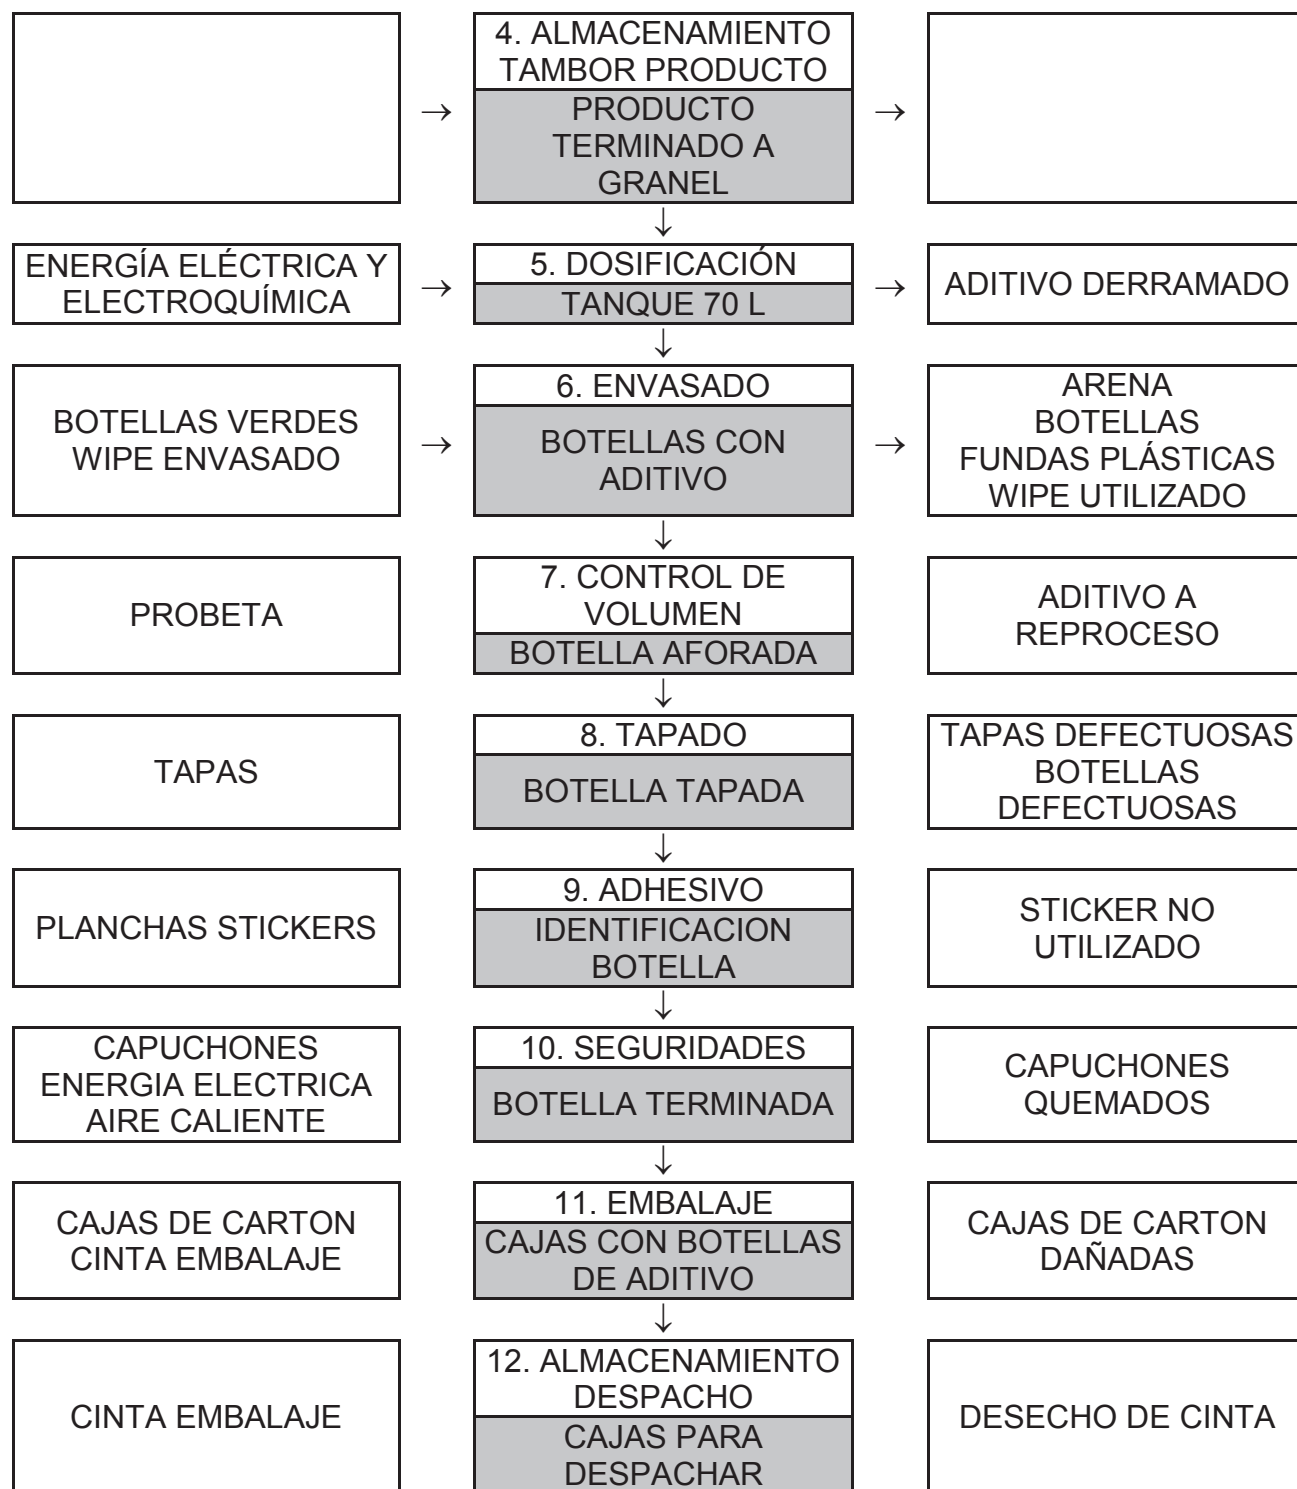 4. ALMACENAMIENTO
TAMBOR PRODUCTO
→
PRODUCTO
TERMINADO A
GRANEL
→
↓
ENERGÍA ELÉCTRICA Y
ELECTROQUÍMICA
→
5. DOSIFICACIÓN
TANQUE 70 L
→
ADITIVO DERRAMADO
↓
BOTELLAS VERDES
WIPE ENVASADO
→
6. ENVASADO
BOTELLAS CON
ADITIVO
→
ARENA
BOTELLAS
FUNDAS PLÁSTICAS
WIPE UTILIZADO
↓
PROBETA
7. CONTROL DE
VOLUMEN
BOTELLA AFORADA
ADITIVO A
REPROCESO
↓
TAPAS
8. TAPADO
BOTELLA TAPADA
TAPAS DEFECTUOSAS
BOTELLAS
DEFECTUOSAS
↓
PLANCHAS STICKERS
9. ADHESIVO
IDENTIFICACION
BOTELLA
STICKER NO
UTILIZADO
↓
CAPUCHONES
ENERGIA ELECTRICA
AIRE CALIENTE
10. SEGURIDADES
BOTELLA TERMINADA
CAPUCHONES
QUEMADOS
↓
CAJAS DE CARTON
CINTA EMBALAJE
11. EMBALAJE
CAJAS CON BOTELLAS
DE ADITIVO
CAJAS DE CARTON
DAÑADAS
↓
CINTA EMBALAJE
12. ALMACENAMIENTO
DESPACHO
CAJAS PARA
DESPACHAR
DESECHO DE CINTA